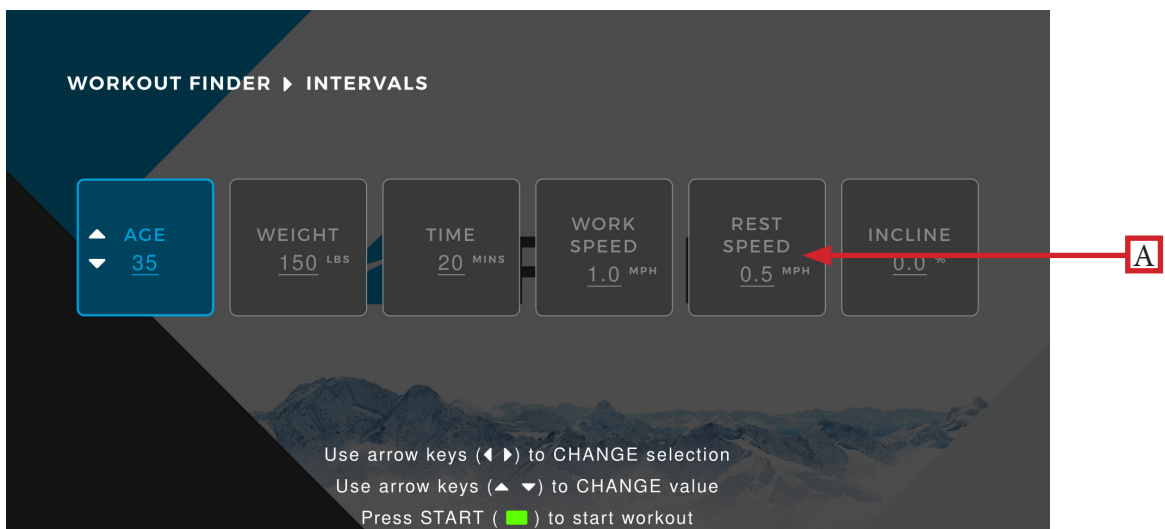 WORKOUT FINDER ▶ INTERVALS
AGE
35
WEIGHT
150 LBS
TIME
20 MINS
WORK
SPEED
1.0 MPH
REST
SPEED
0.5 MPH
INCLINE
0.0 %
A
Use arrow keys (◀ ▶) to CHANGE selection
Use arrow keys (▲ ▼) to CHANGE value
Press START ( ) to start workout